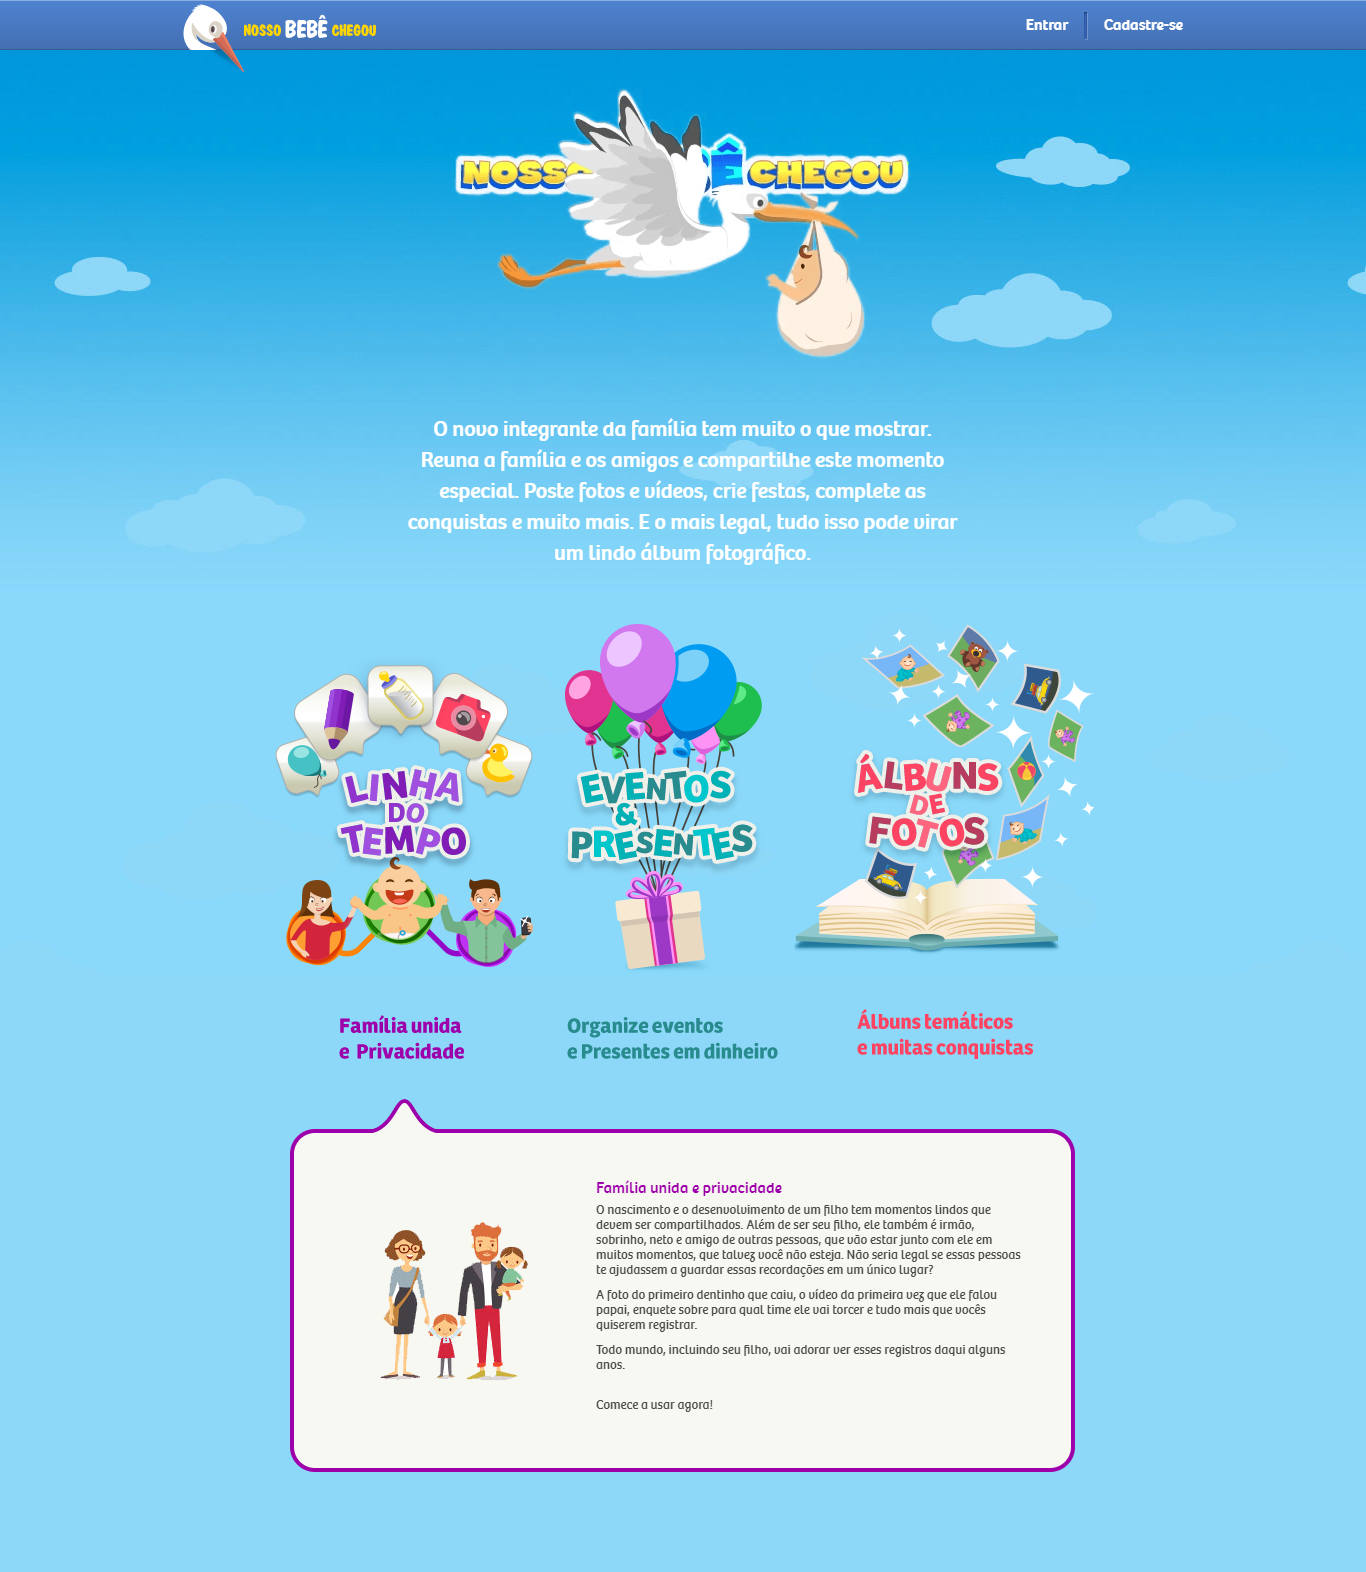 NOSSO BEBÊ CHEGOU
Entrar
Cadastre-se
CHEGOU
O novo integrante da família tem muito o que mostrar.
Reuna a família e os amigos e compartilhe este momento
especial. Poste fotos e vídeos, crie festas, complete as
conquistas e muito mais. E o mais legal, tudo isso pode virar
um lindo álbum fotográfico.
LINHA
DO
TEMPO
EVENTOS
&
PRESENTES
ÁLBUNS
DE
FOTOS
Família unida
e Privacidade
Organize eventos
e Presentes em dinheiro
Álbuns temáticos
e muitas conquistas
Família unida e privacidade
O nascimento e o desenvolvimento de um filho tem momentos lindos que
devem ser compartilhados. Além de ser seu filho, ele também é irmão,
sobrinho, neto e amigo de outras pessoas, que vão estar junto com ele em
muitos momentos, que talvez você não esteja. Não seria legal se essas pessoas
te ajudassem a guardar essas recordações em um único lugar?
A foto do primeiro dentinho que caiu, o vídeo da primeira vez que ele falou
papai, enquete sobre para qual time ele vai torcer e tudo mais que vocês
quiserem registrar.
Todo mundo, incluindo seu filho, vai adorar ver esses registros daqui alguns
anos.
Comece a usar agora!